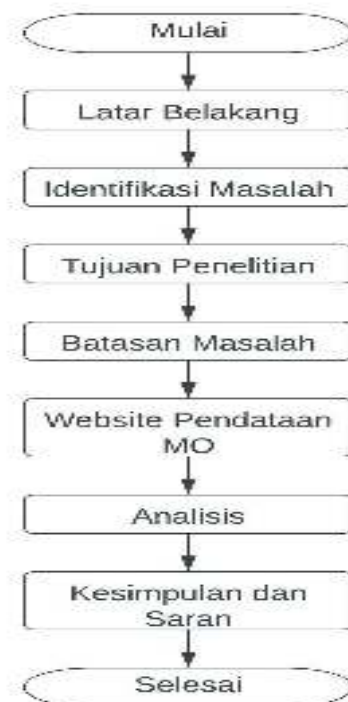 Mulai
Latar Belakang
Identifikasi Masalah
Tujuan Penelitian
Batasan Masalah
Website Pendataan
MO
Analisis
Kesimpulan dan
Saran
Selesai